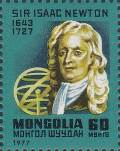 SIR ISAAC NEWTON
1643
1727
MONGOLIA 60
МОНГОЛ ШУУДАН мөнгө
1977